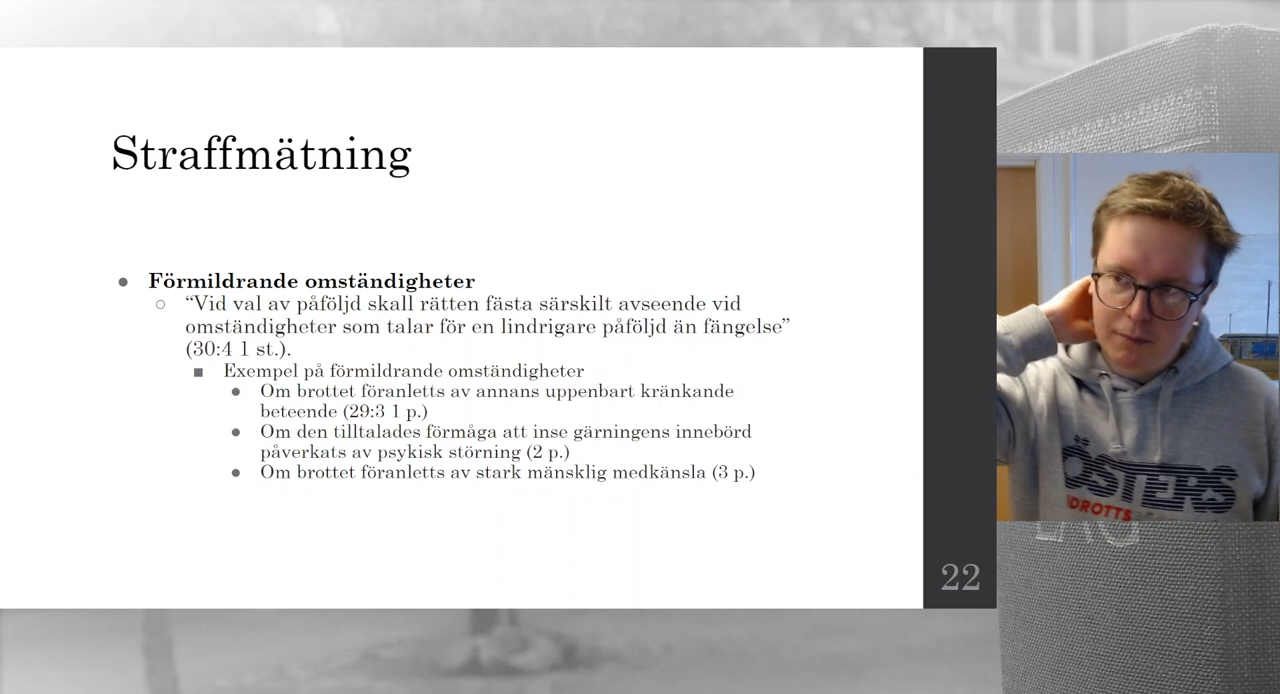 Straffmätning
● Förmildrande omständigheter
○ “Vid val av påföljd skall rätten fästa särskilt avseende vid
omständigheter som talar för en lindrigare påföljd än fängelse”
(30:4 1 st.).
■ Exempel på förmildrande omständigheter
● Om brottet föranletts av annans uppenbart kränkande
beteende (29:3 1 p.)
● Om den tilltalades förmåga att inse gärningens innebörd
påverkats av psykisk störning (2 p.)
● Om brottet föranletts av stark mänsklig medkänsla (3 p.)
22
ÖSTERS
IDROTTS